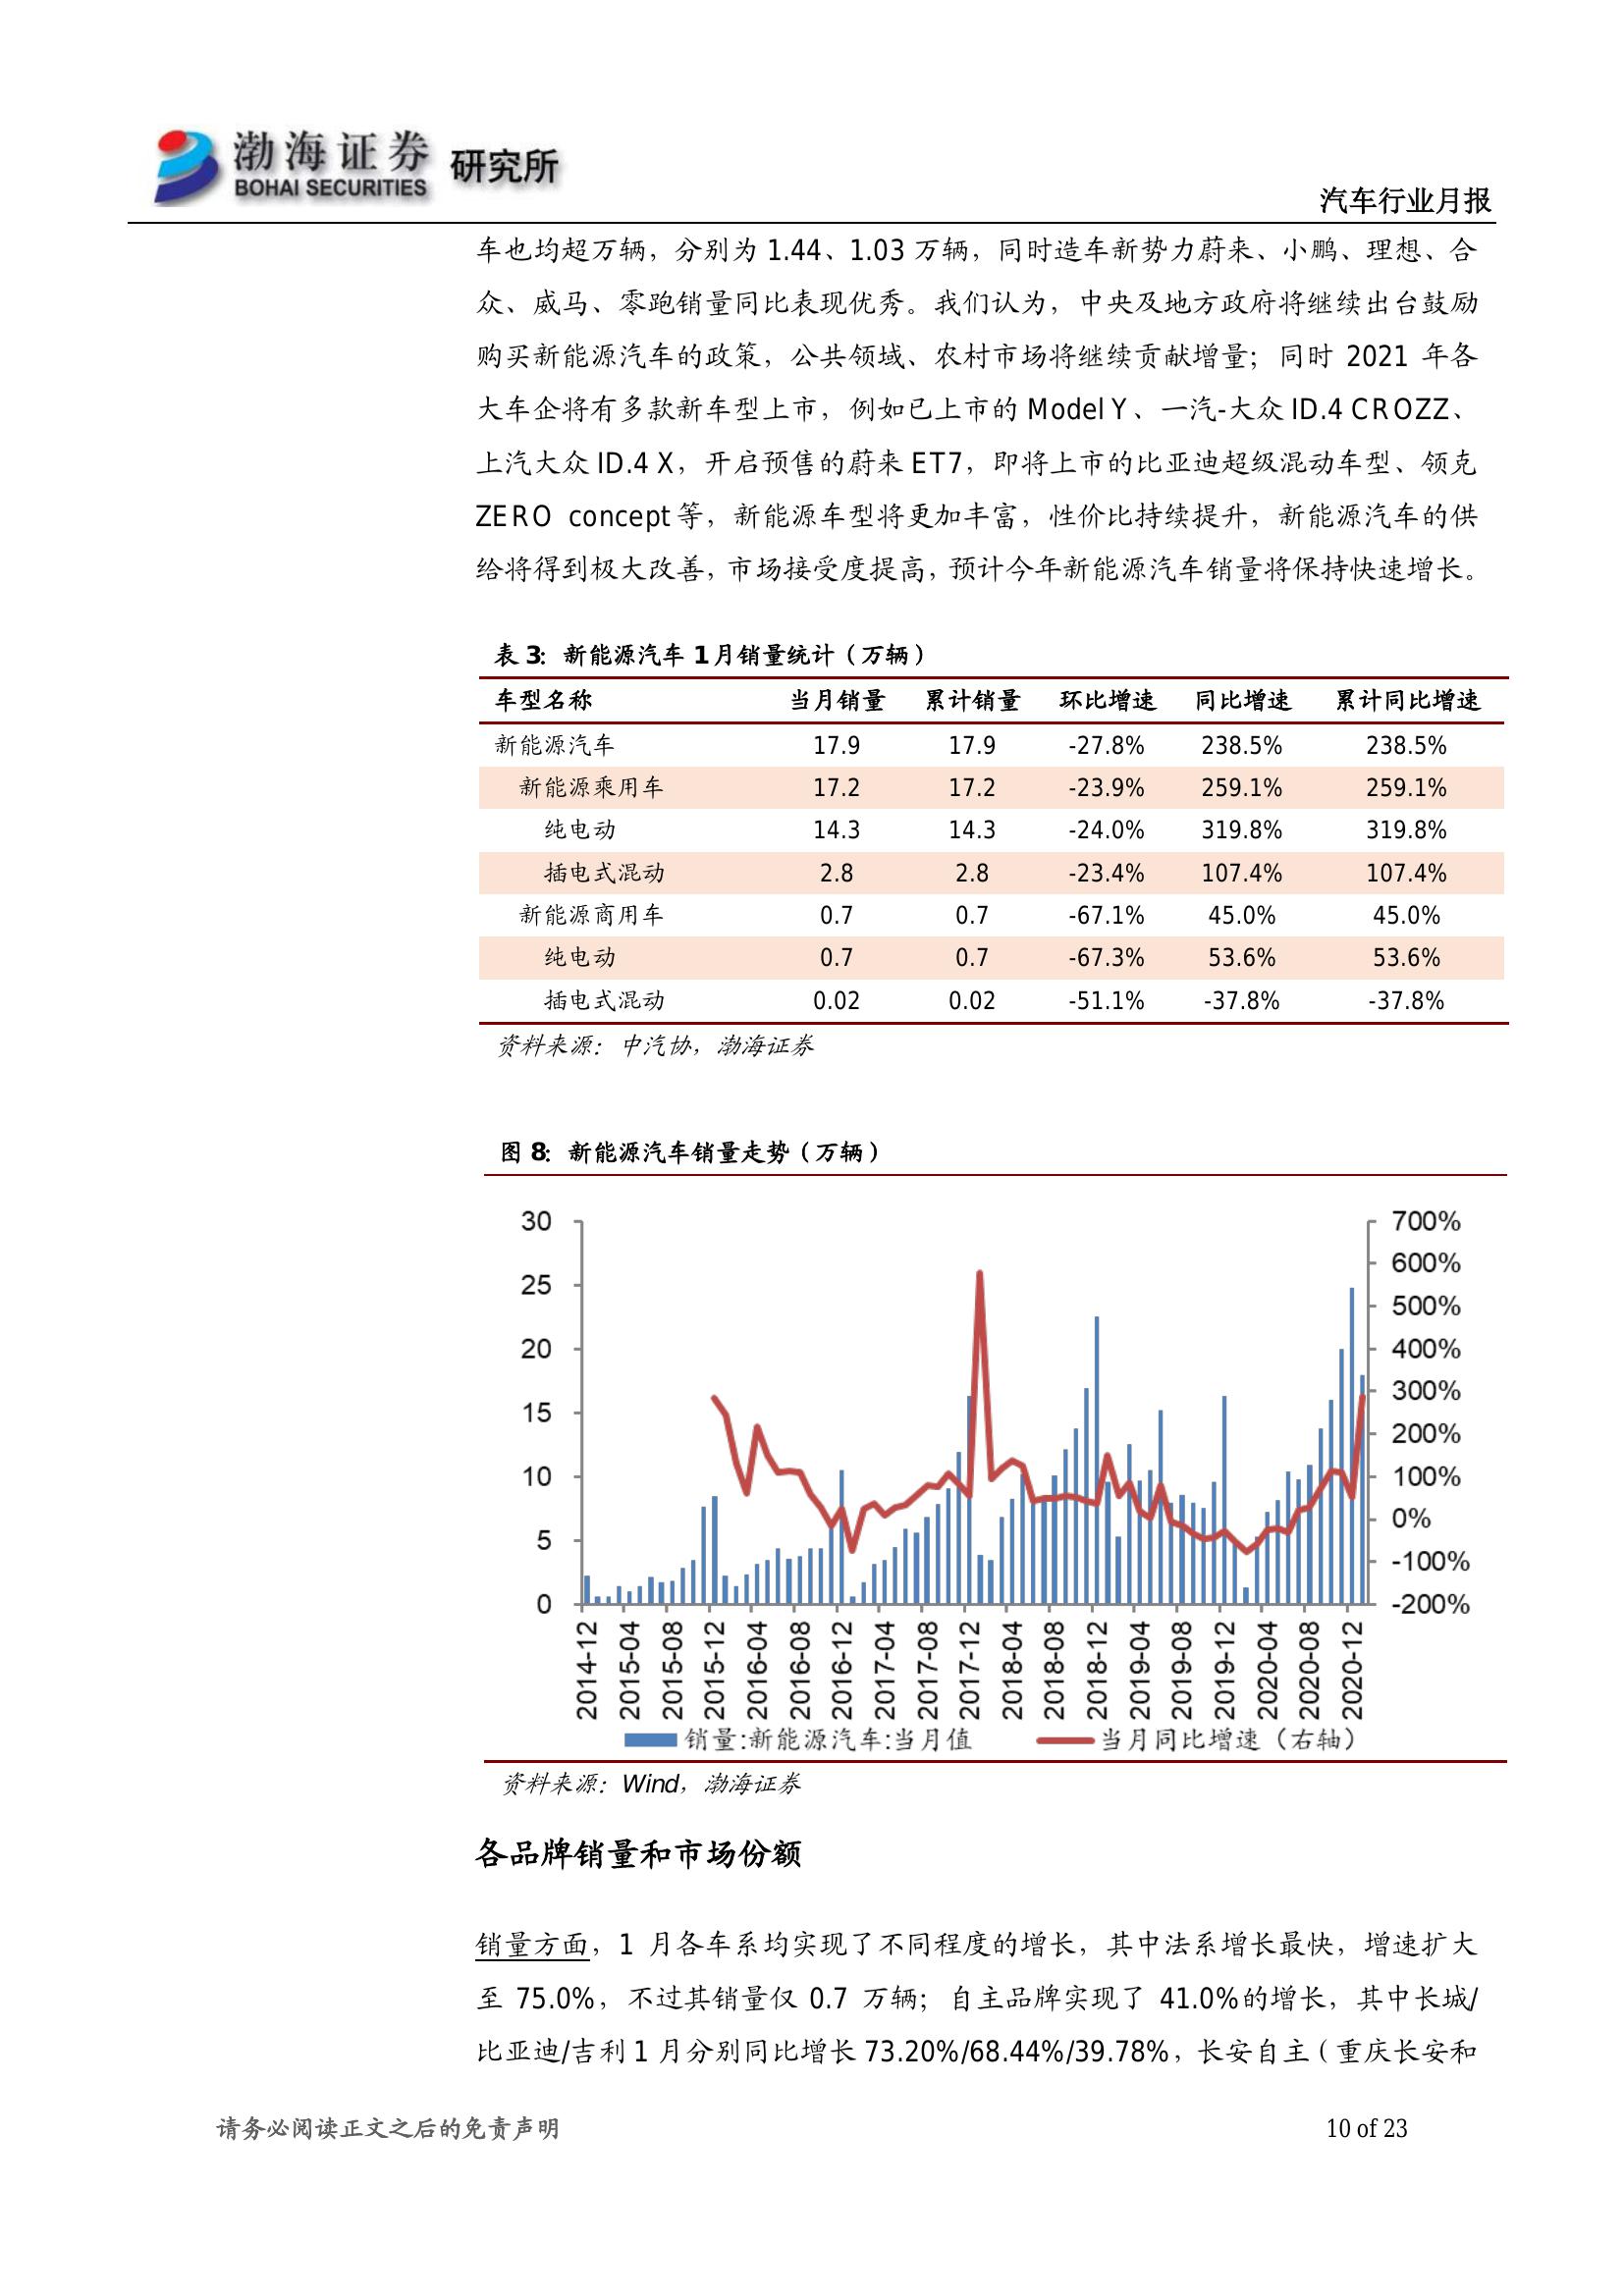 渤海证券 研究所
BOHAI SECURITIES
汽车行业月报
车也均超万辆，分别为 1.44、1.03 万辆，同时造车新势力蔚来、小鹏、理想、合
众、威马、零跑销量同比表现优秀。我们认为，中央及地方政府将继续出台鼓励
购买新能源汽车的政策，公共领域、农村市场将继续贡献增量；同时 2021 年各
大车企将有多款新车型上市，例如已上市的 Model Y、一汽-大众 ID.4 CROZZ、
上汽大众 ID.4 X，开启预售的蔚来 ET7，即将上市的比亚迪超级混动车型、领克
ZERO concept 等，新能源车型将更加丰富，性价比持续提升，新能源汽车的供
给将得到极大改善，市场接受度提高，预计今年新能源汽车销量将保持快速增长。
表 3：新能源汽车 1 月销量统计（万辆）
车型名称 当月销量 累计销量 环比增速 同比增速 累计同比增速
新能源汽车 17.9 17.9 -27.8% 238.5% 238.5%
新能源乘用车 17.2 17.2 -23.9% 259.1% 259.1%
纯电动 14.3 14.3 -24.0% 319.8% 319.8%
插电式混动 2.8 2.8 -23.4% 107.4% 107.4%
新能源商用车 0.7 0.7 -67.1% 45.0% 45.0%
纯电动 0.7 0.7 -67.3% 53.6% 53.6%
插电式混动 0.02 0.02 -51.1% -37.8% -37.8%
资料来源：中汽协，渤海证券
图 8：新能源汽车销量走势（万辆）
30 700%
600%
25
500%
20 400%
300%
15
200%
10 100%
0%
5
-100%
0 -200%
2014-12 2015-04 2015-08 2015-12 2016-04 2016-08 2016-12 2017-04 2017-08 2017-12 2018-04 2018-08 2018-12 2019-04 2019-08 2019-12 2020-04 2020-08 2020-12
销量:新能源汽车:当月值 当月同比增速（右轴）
资料来源：Wind，渤海证券
各品牌销量和市场份额
销量方面，1 月各车系均实现了不同程度的增长，其中法系增长最快，增速扩大
至 75.0%，不过其销量仅 0.7 万辆；自主品牌实现了 41.0%的增长，其中长城/
比亚迪/吉利 1 月分别同比增长 73.20%/68.44%/39.78%，长安自主（重庆长安和
请务必阅读正文之后的免责声明 10 of 23